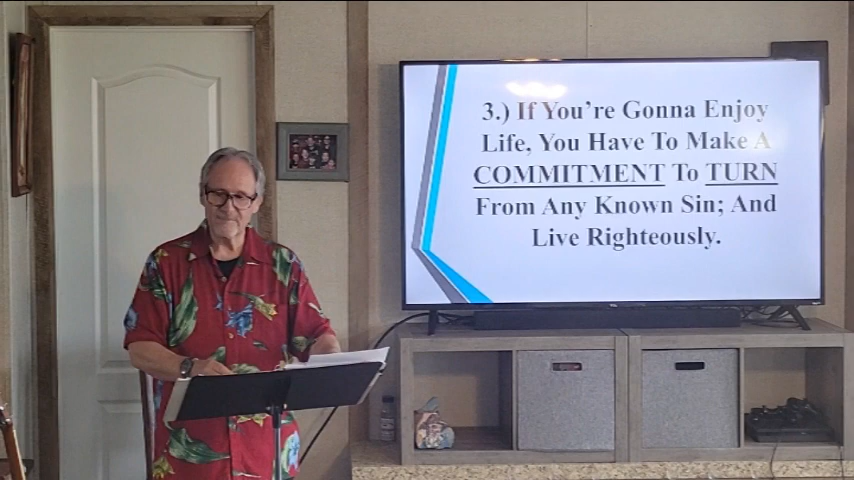 3.) If You're Gonna Enjoy
Life, You Have To Make A
COMMITMENT To TURN
From Any Known Sin; And
Live Righteously.